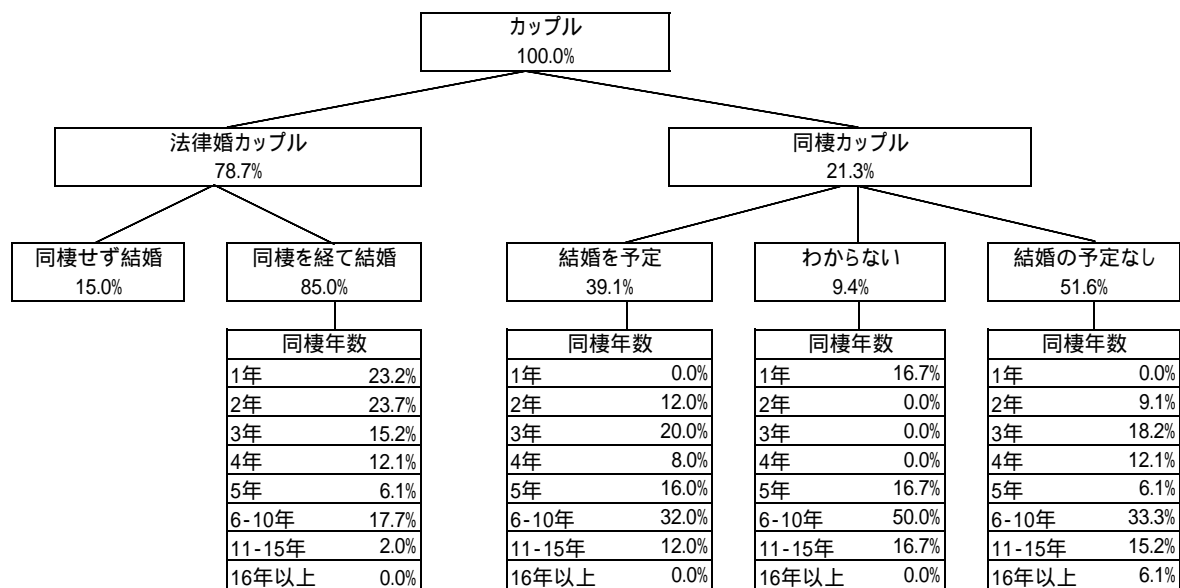 カップル
100.0%
法律婚カップル
78.7%
同棲カップル
21.3%
同棲せず結婚
15.0%
同棲を経て結婚
85.0%
結婚を予定
39.1%
わからない
9.4%
結婚の予定なし
51.6%
同棲年数
1年 23.2%
2年 23.7%
3年 15.2%
4年 12.1%
5年 6.1%
6-10年 17.7%
11-15年 2.0%
16年以上 0.0%
同棲年数
1年 0.0%
2年 12.0%
3年 20.0%
4年 8.0%
5年 16.0%
6-10年 32.0%
11-15年 12.0%
16年以上 0.0%
同棲年数
1年 16.7%
2年 0.0%
3年 0.0%
4年 0.0%
5年 16.7%
6-10年 50.0%
11-15年 16.7%
16年以上 0.0%
同棲年数
1年 0.0%
2年 9.1%
3年 18.2%
4年 12.1%
5年 6.1%
6-10年 33.3%
11-15年 15.2%
16年以上 6.1%